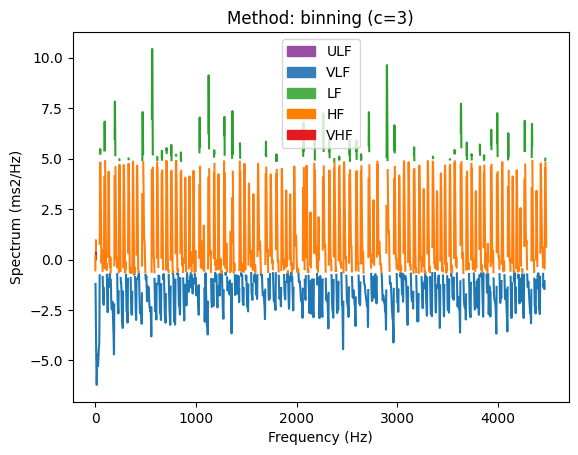 Method: binning (c=3)
ULF
VLF
LF
HF
VHF
Spectrum (ms2/Hz)
10.0
7.5
5.0
2.5
0.0
−2.5
−5.0
0 1000 2000 3000 4000
Frequency (Hz)